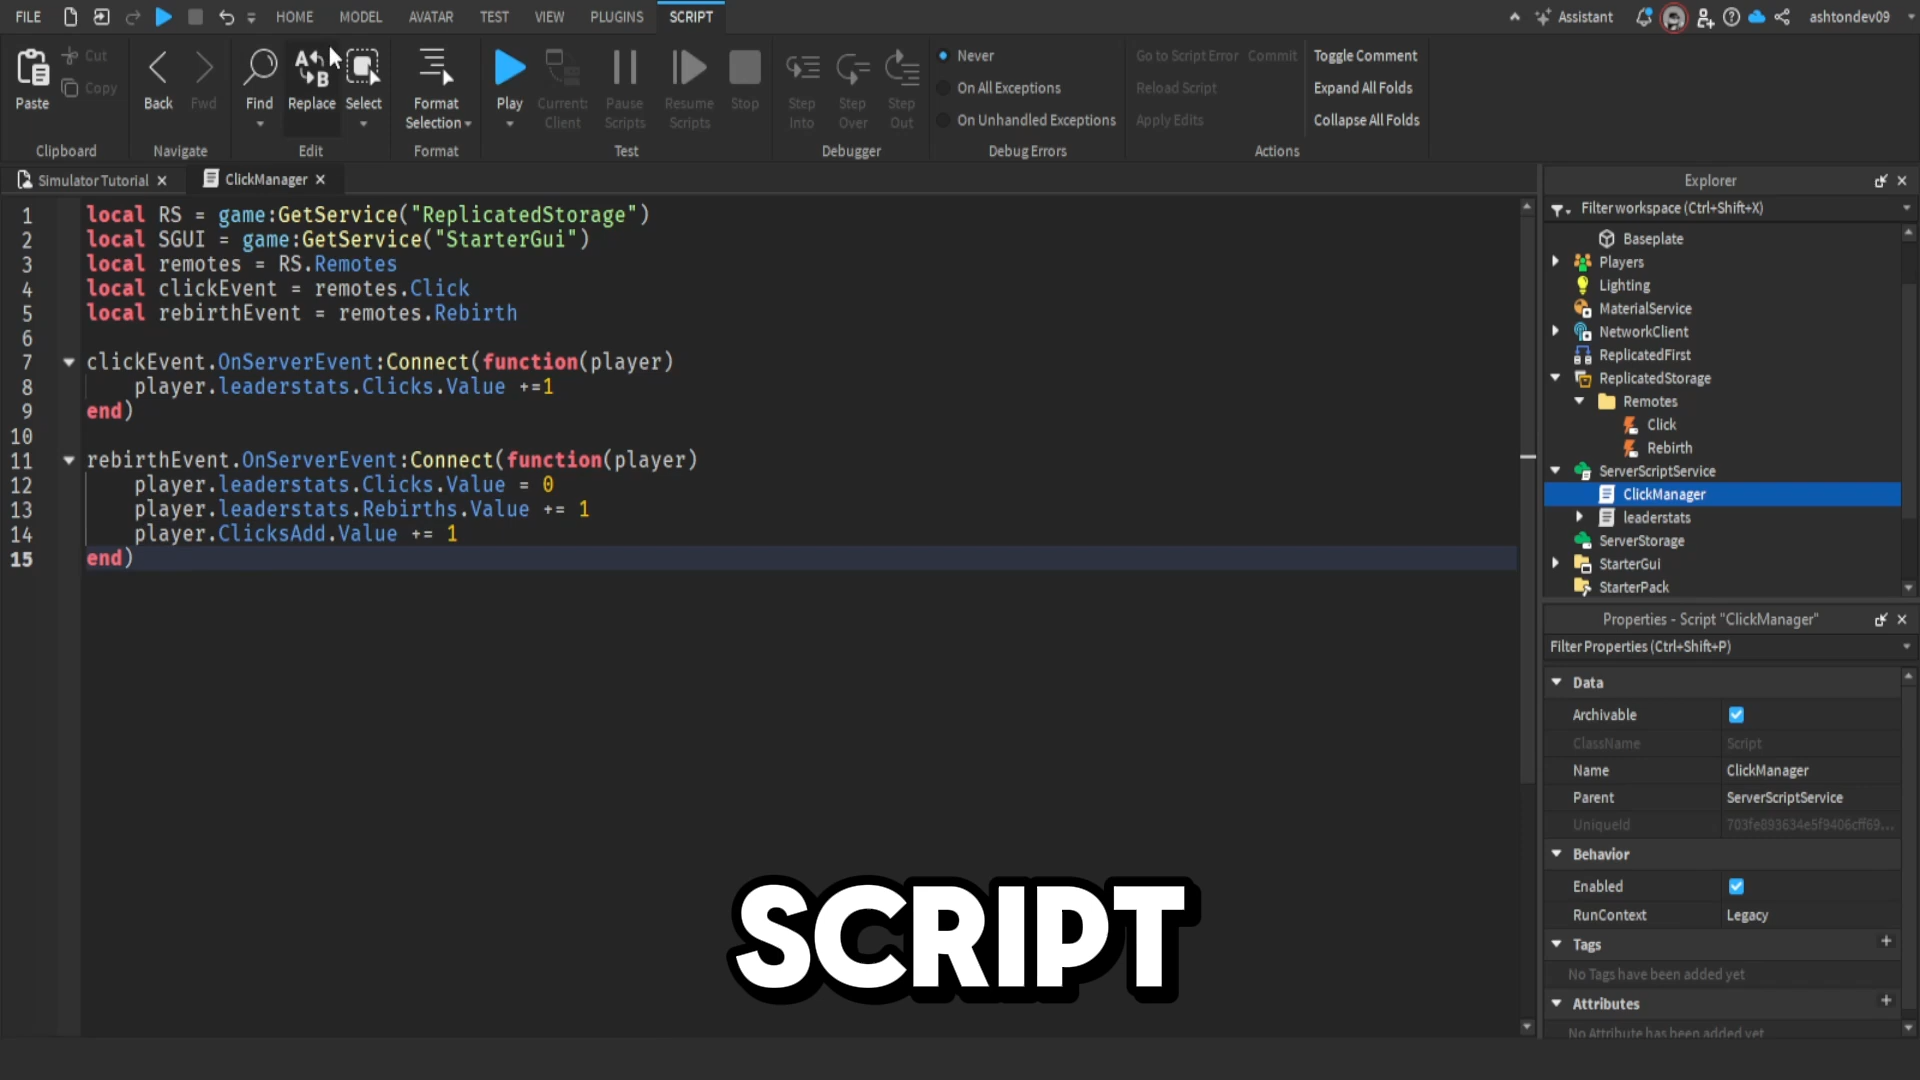 FILE HOME MODEL AVATAR TEST VIEW PLUGINS SCRIPT Assistant ashtondev09
Paste Cut Copy Back Fwd Find Replace Select Format Selection Play Current: Client Pause Scripts Resume Scripts Stop Step Into Step Over Step Out
Never
On All Exceptions
On Unhandled Exceptions
Go to Script Error Commit
Reload Script
Apply Edits
Toggle Comment
Expand All Folds
Collapse All Folds
Clipboard Navigate Edit Format Test Debugger Debug Errors Actions
Simulator Tutorial ClickManager
1 local RS = game:GetService("ReplicatedStorage")
2 local SGUI = game:GetService("StarterGui")
3 local remotes = RS.Remotes
4 local clickEvent = remotes.Click
5 local rebirthEvent = remotes.Rebirth
6
7 clickEvent.OnServerEvent:Connect(function(player)
8 player.leaderstats.Clicks.Value +=1
9 end)
10
11 rebirthEvent.OnServerEvent:Connect(function(player)
12 player.leaderstats.Clicks.Value = 0
13 player.leaderstats.Rebirths.Value += 1
14 player.ClicksAdd.Value += 1
15 end)
SCRIPT
Explorer
Filter workspace (Ctrl+Shift+X)
Baseplate
Players
Lighting
MaterialService
NetworkClient
ReplicatedFirst
ReplicatedStorage
Remotes
Click
Rebirth
ServerScriptService
ClickManager
leaderstats
ServerStorage
StarterGui
StarterPack
Properties - Script "ClickManager"
Filter Properties (Ctrl+Shift+P)
Data
Archivable
ClassName Script
Name ClickManager
Parent ServerScriptService
UniqueId 703fe893634e5f9406cff69...
Behavior
Enabled
RunContext Legacy
Tags
No Tags have been added yet
Attributes
No Attribute has been added yet